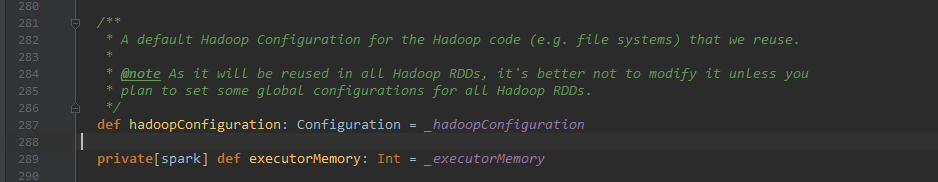 280
281 /**
282 * A default Hadoop Configuration for the Hadoop code (e.g. file systems) that we reuse.
283 *
284 * @note As it will be reused in all Hadoop RDDs, it's better not to modify it unless you
285 * plan to set some global configurations for all Hadoop RDDs.
286 */
287 def hadoopConfiguration: Configuration = _hadoopConfiguration
288
289 private[spark] def executorMemory: Int = _executorMemory
290